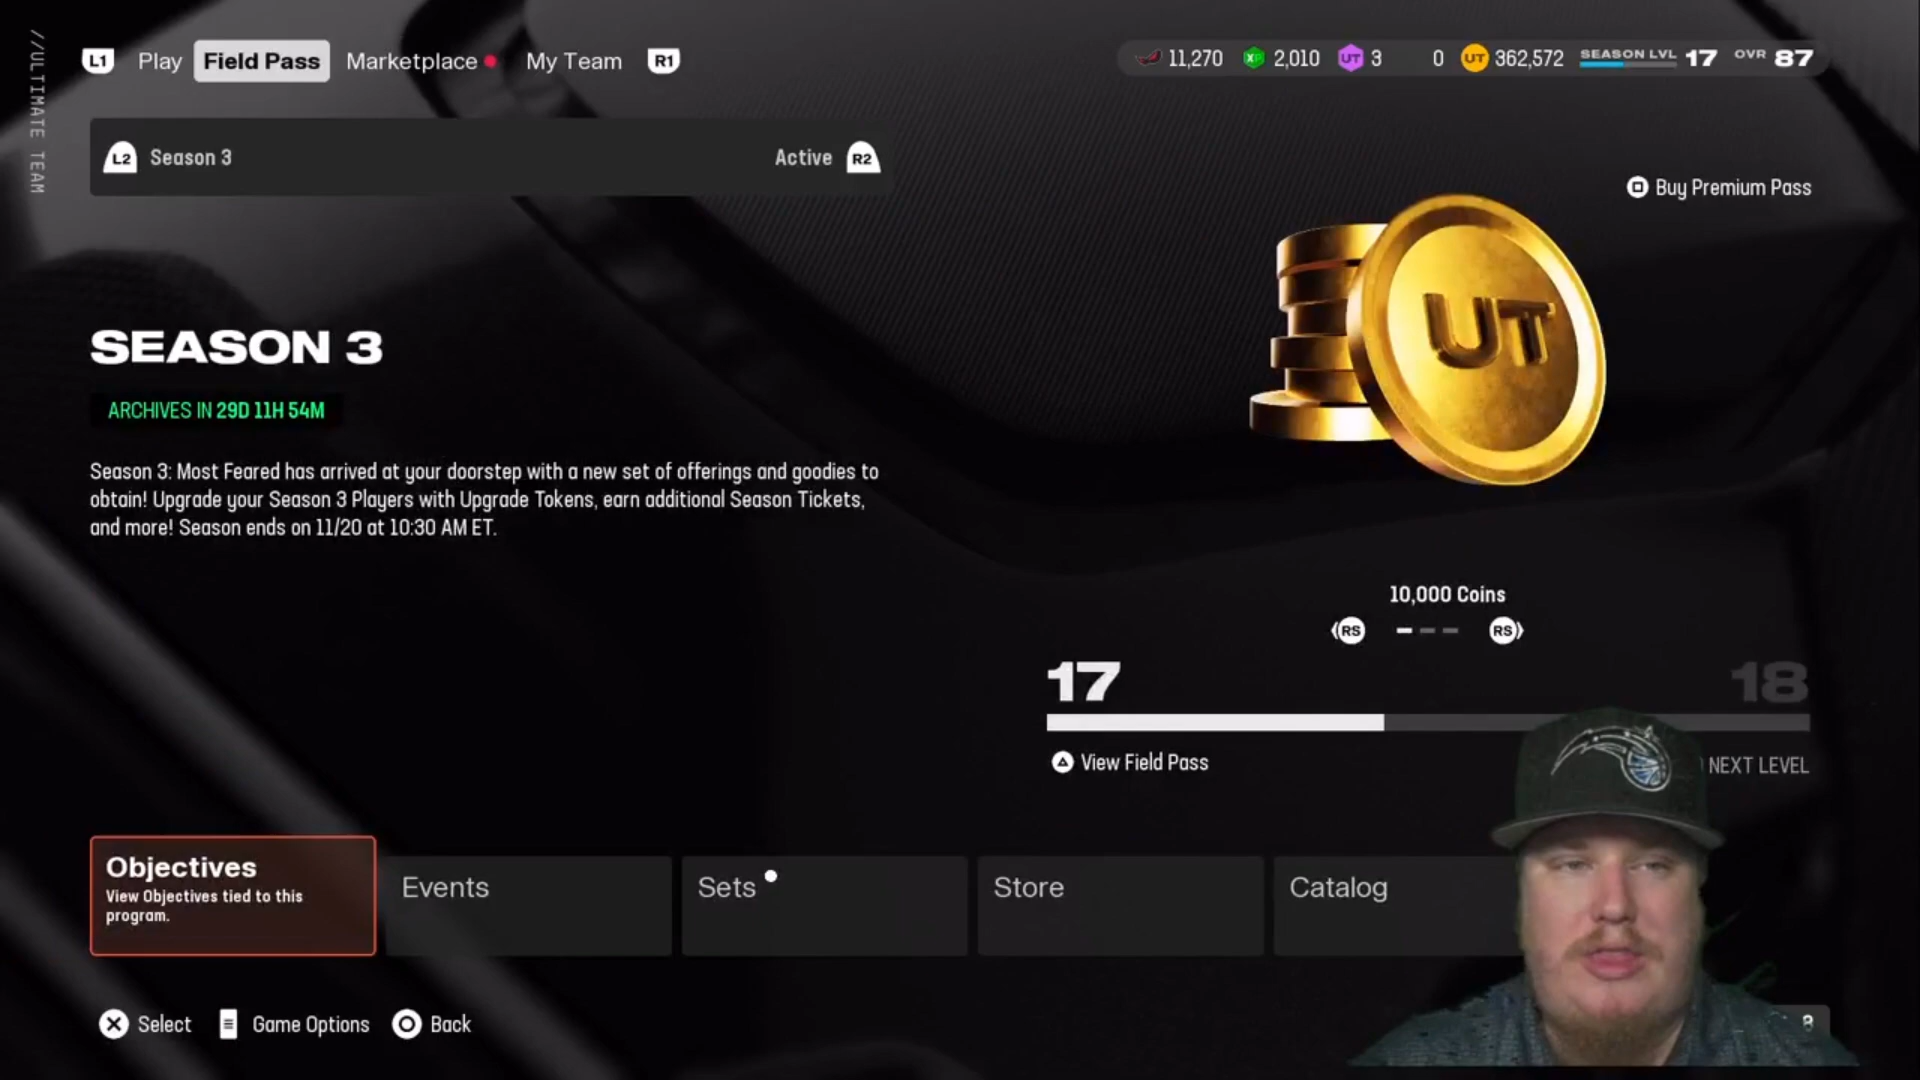 //ULTIMATE TEAM
L1 Play Field Pass Marketplace My Team R1
11,270 XP 2,010 UT 3 0 UT 362,572 SEASON LVL 17 OVR 87
L2 Season 3 Active R2
Buy Premium Pass
UT
SEASON 3
ARCHIVES IN 29D 11H 54M
Season 3: Most Feared has arrived at your doorstep with a new set of offerings and goodies to
obtain! Upgrade your Season 3 Players with Upgrade Tokens, earn additional Season Tickets,
and more! Season ends on 11/20 at 10:30 AM ET.
10,000 Coins
RS RS
17 18
View Field Pass
NEXT LEVEL
Objectives
View Objectives tied to this
program.
Events
Sets
Store
Catalog
Select Game Options Back
8